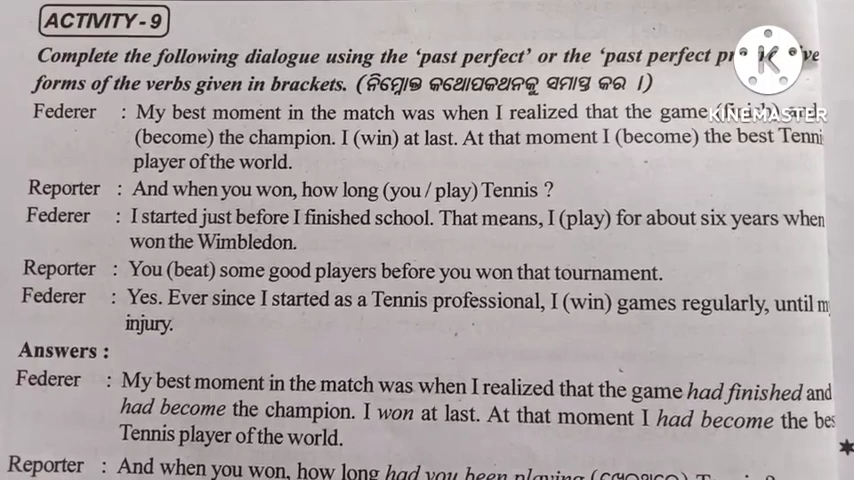 ACTIVITY - 9
Complete the following dialogue using the 'past perfect' or the 'past perfect
forms of the verbs given in brackets. (ନିମ୍ନୋକ୍ତ କଥୋପକଥନକୁ ସମାପ୍ତ କର ।)
Federer : My best moment in the match was when I realized that the game (finish) and
KINEMASTER
(become) the champion. I (win) at last. At that moment I (become) the best Tenni
player of the world.
Reporter : And when you won, how long (you / play) Tennis ?
Federer : I started just before I finished school. That means, I (play) for about six years when
won the Wimbledon.
Reporter : You (beat) some good players before you won that tournament.
Federer : Yes. Ever since I started as a Tennis professional, I (win) games regularly, until m
injury.
Answers :
Federer : My best moment in the match was when I realized that the game had finished and
had become the champion. I won at last. At that moment I had become the bes
Tennis player of the world.
Reporter : And when you won, how long had you been playing